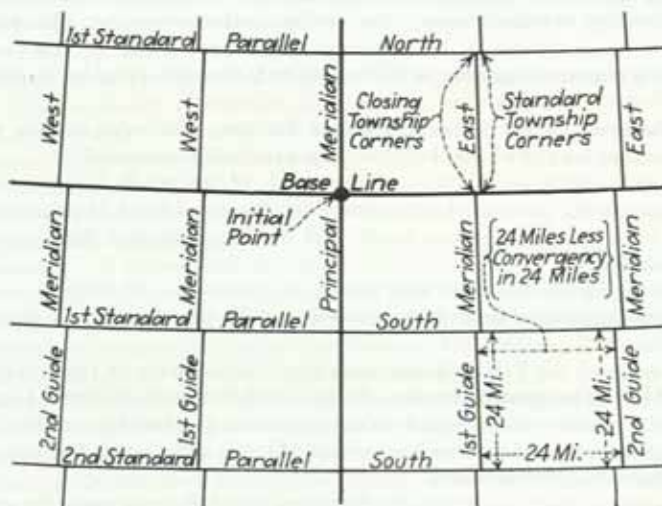 1st Standard Parallel North
West
West
Meridian
East
East
Closing
Township
Corners
Standard
Township
Corners
Base Line
Initial
Point
Meridian
Meridian
Principal
Meridian
Meridian
24 Miles Less
Convergency
in 24 Miles
1st Standard Parallel South
2nd Guide
1st Guide
1st Guide
24 Mi.
24 Mi.
2nd Guide
24 Mi.
2nd Standard Parallel South